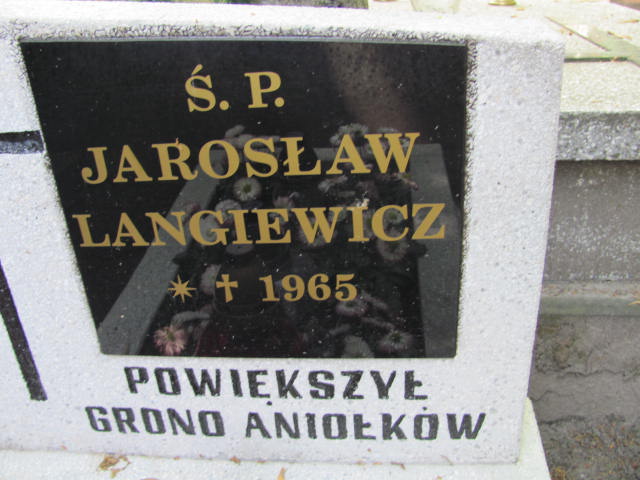 Ś. P.
JAROSŁAW
LANGIEWICZ
✶ ✝ 1965
POWIĘKSZYŁ
GRONO ANIOŁKÓW